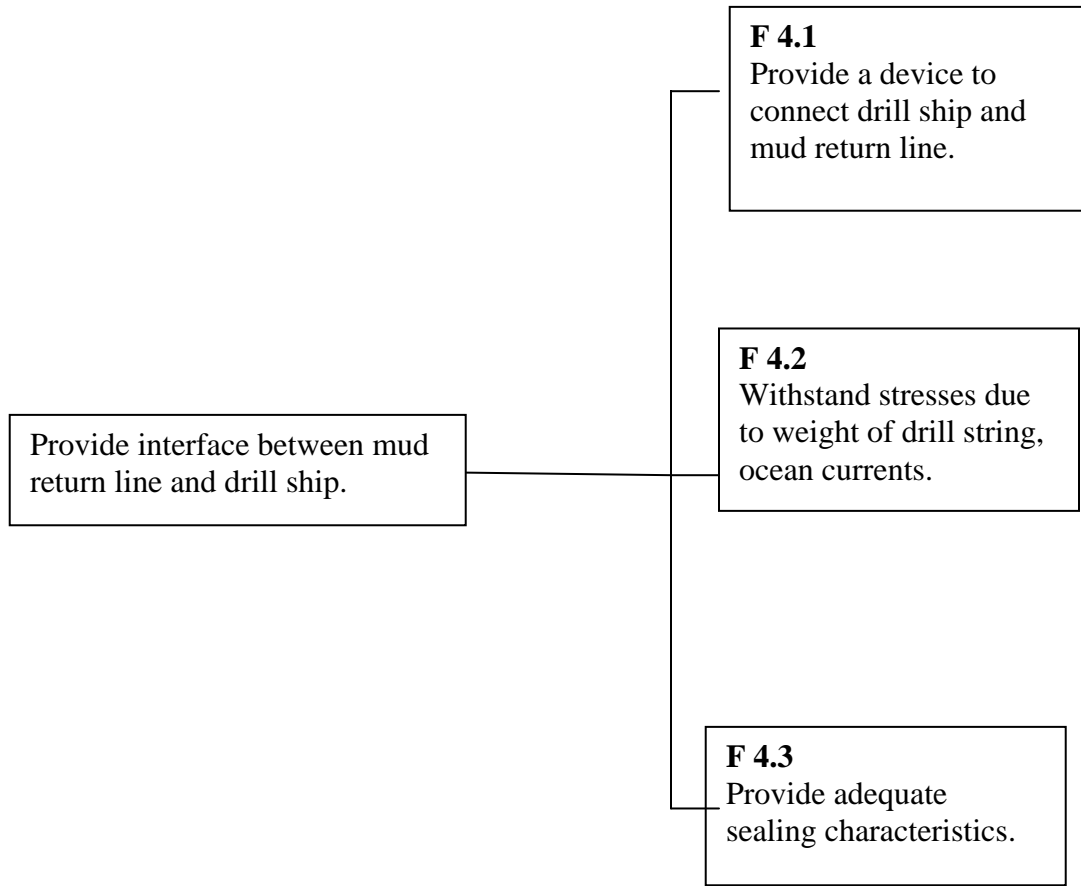 F 4.1
Provide a device to
connect drill ship and
mud return line.
F 4.2
Withstand stresses due
to weight of drill string,
ocean currents.
Provide interface between mud
return line and drill ship.
F 4.3
Provide adequate
sealing characteristics.